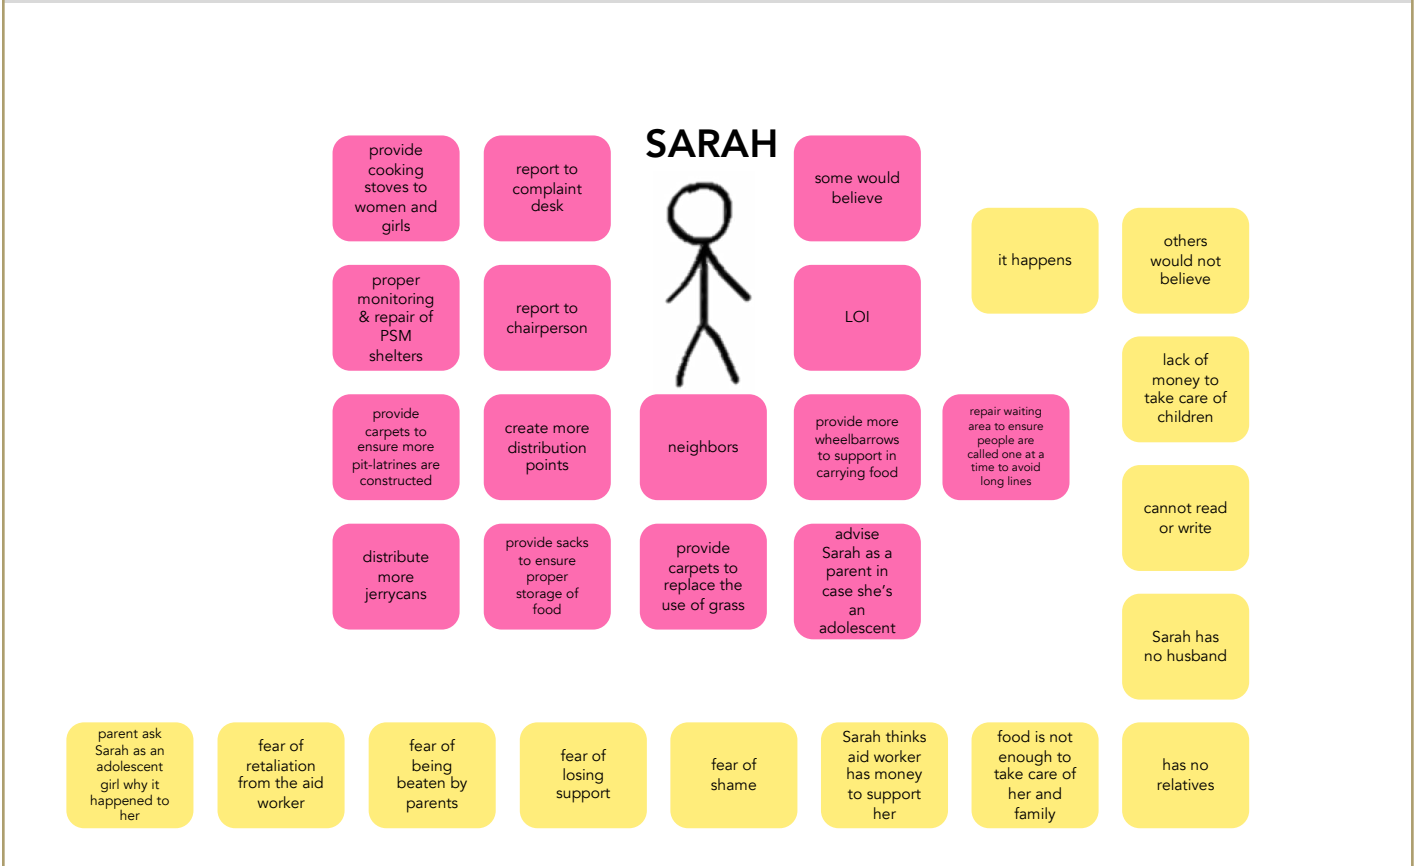 SARAH
provide
cooking
stoves to
women and
girls
report to
complaint
desk
some would
believe
it happens
others
would not
believe
proper
monitoring
& repair of
PSM
shelters
report to
chairperson
LOI
lack of
money to
take care of
children
provide
carpets to
ensure more
pit-latrines are
constructed
create more
distribution
points
neighbors
provide more
wheelbarrows
to support in
carrying food
repair waiting
area to ensure
people are
called one at a
time to avoid
long lines
cannot read
or write
distribute
more
jerrycans
provide sacks
to ensure
proper
storage of
food
provide
carpets to
replace the
use of grass
advise
Sarah as a
parent in
case she's
an
adolescent
Sarah has
no husband
parent ask
Sarah as an
adolescent
girl why it
happened to
her
fear of
retaliation
from the aid
worker
fear of
being
beaten by
parents
fear of
losing
support
fear of
shame
Sarah thinks
aid worker
has money
to support
her
food is not
enough to
take care of
her and
family
has no
relatives